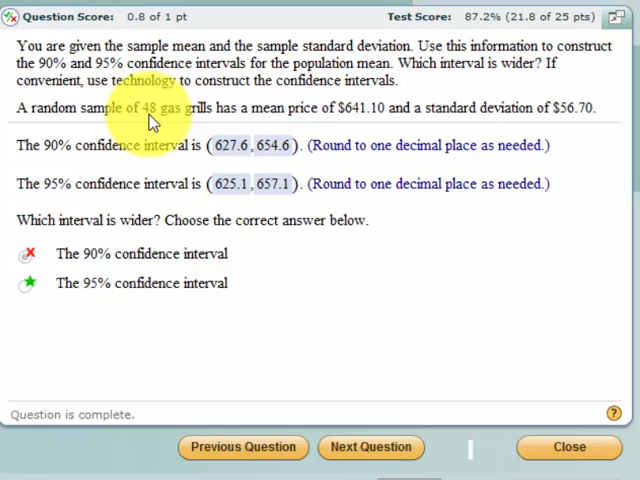 Question Score: 0.8 of 1 pt Test Score: 87.2% (21.8 of 25 pts)
You are given the sample mean and the sample standard deviation. Use this information to construct
the 90% and 95% confidence intervals for the population mean. Which interval is wider? If
convenient, use technology to construct the confidence intervals.
A random sample of 48 gas grills has a mean price of $641.10 and a standard deviation of $56.70.
The 90% confidence interval is (627.6,654.6). (Round to one decimal place as needed.)
The 95% confidence interval is (625.1,657.1). (Round to one decimal place as needed.)
Which interval is wider? Choose the correct answer below.
The 90% confidence interval
The 95% confidence interval
Question is complete. ?
Previous Question Next Question Close